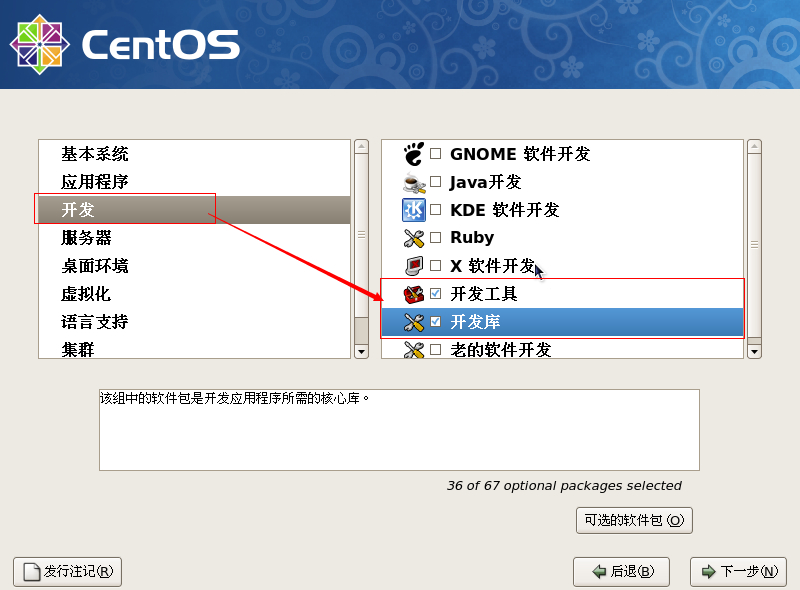 CentOS
基本系统
应用程序
开发
服务器
桌面环境
虚拟化
语言支持
集群
GNOME 软件开发
Java开发
KDE 软件开发
Ruby
X 软件开发
开发工具
开发库
老的软件开发
该组中的软件包是开发应用程序所需的核心库。
36 of 67 optional packages selected
可选的软件包 (O)
发行注记(R)
后退(B)
下一步(N)